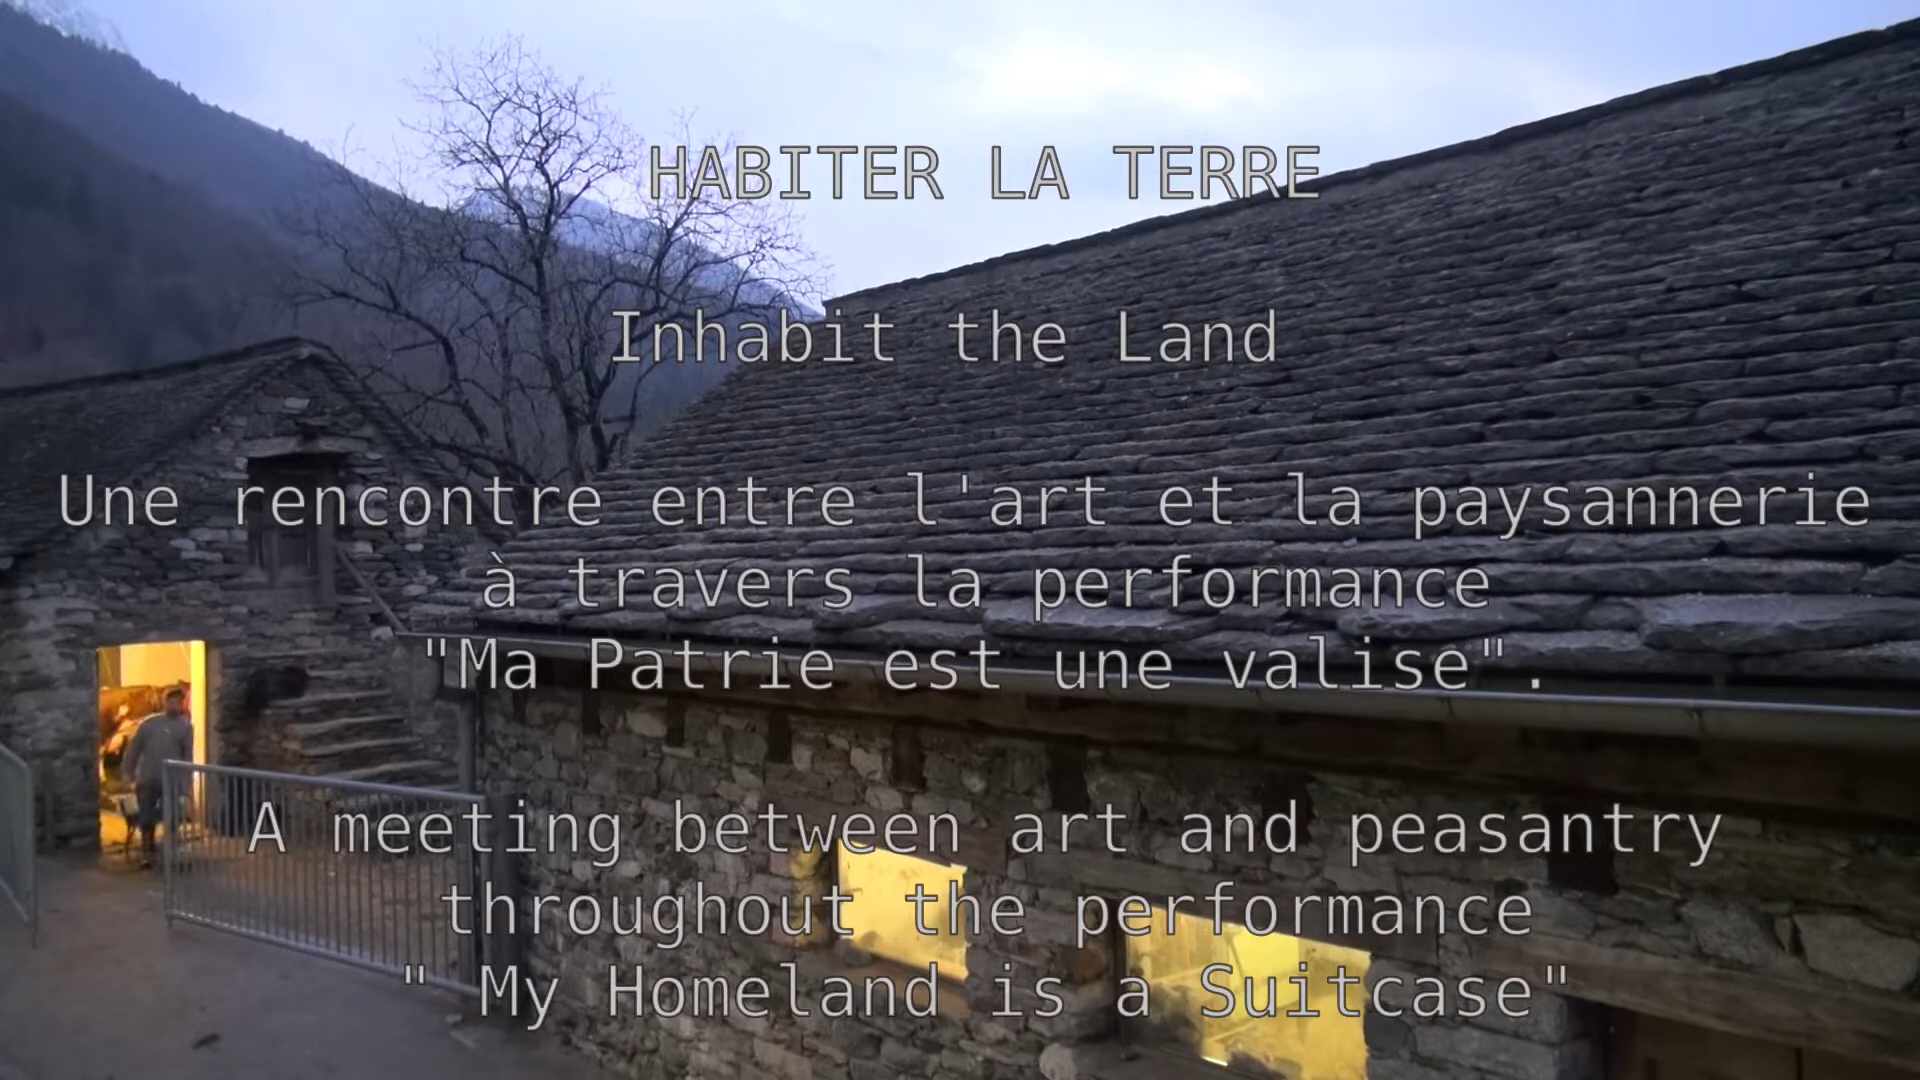 HABITER LA TERRE
Inhabit the Land
Une rencontre entre l'art et la paysannerie
à travers la performance
"Ma Patrie est une valise".
A meeting between art and peasantry
throughout the performance
" My Homeland is a Suitcase"